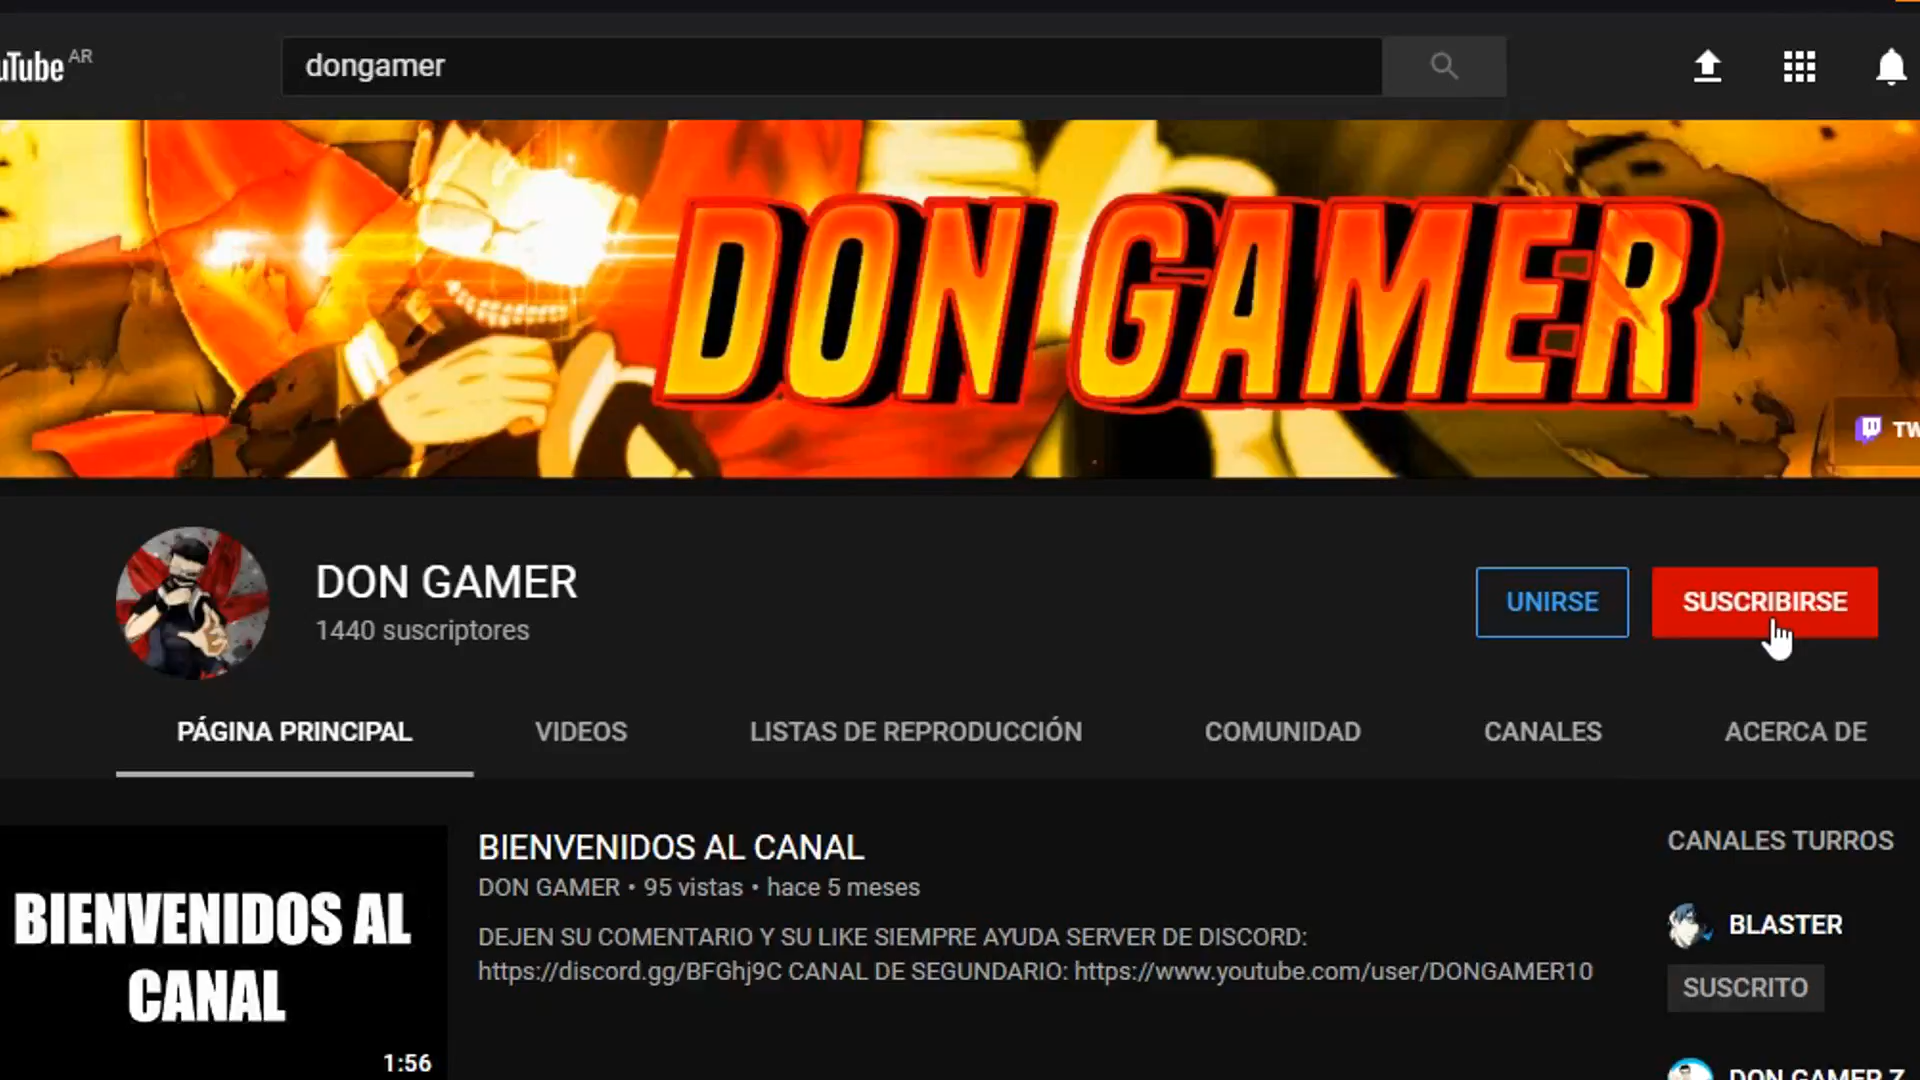 uTube AR
dongamer
DON GAMER
TW
DON GAMER
1440 suscriptores
UNIRSE
SUSCRIBIRSE
PÁGINA PRINCIPAL
VIDEOS
LISTAS DE REPRODUCCIÓN
COMUNIDAD
CANALES
ACERCA DE
BIENVENIDOS AL
CANAL
1:56
BIENVENIDOS AL CANAL
DON GAMER • 95 vistas • hace 5 meses
DEJEN SU COMENTARIO Y SU LIKE SIEMPRE AYUDA SERVER DE DISCORD:
https://discord.gg/BFGhj9C CANAL DE SEGUNDARIO: https://www.youtube.com/user/DONGAMER10
CANALES TURROS
BLASTER
SUSCRITO
DON GAMER Z